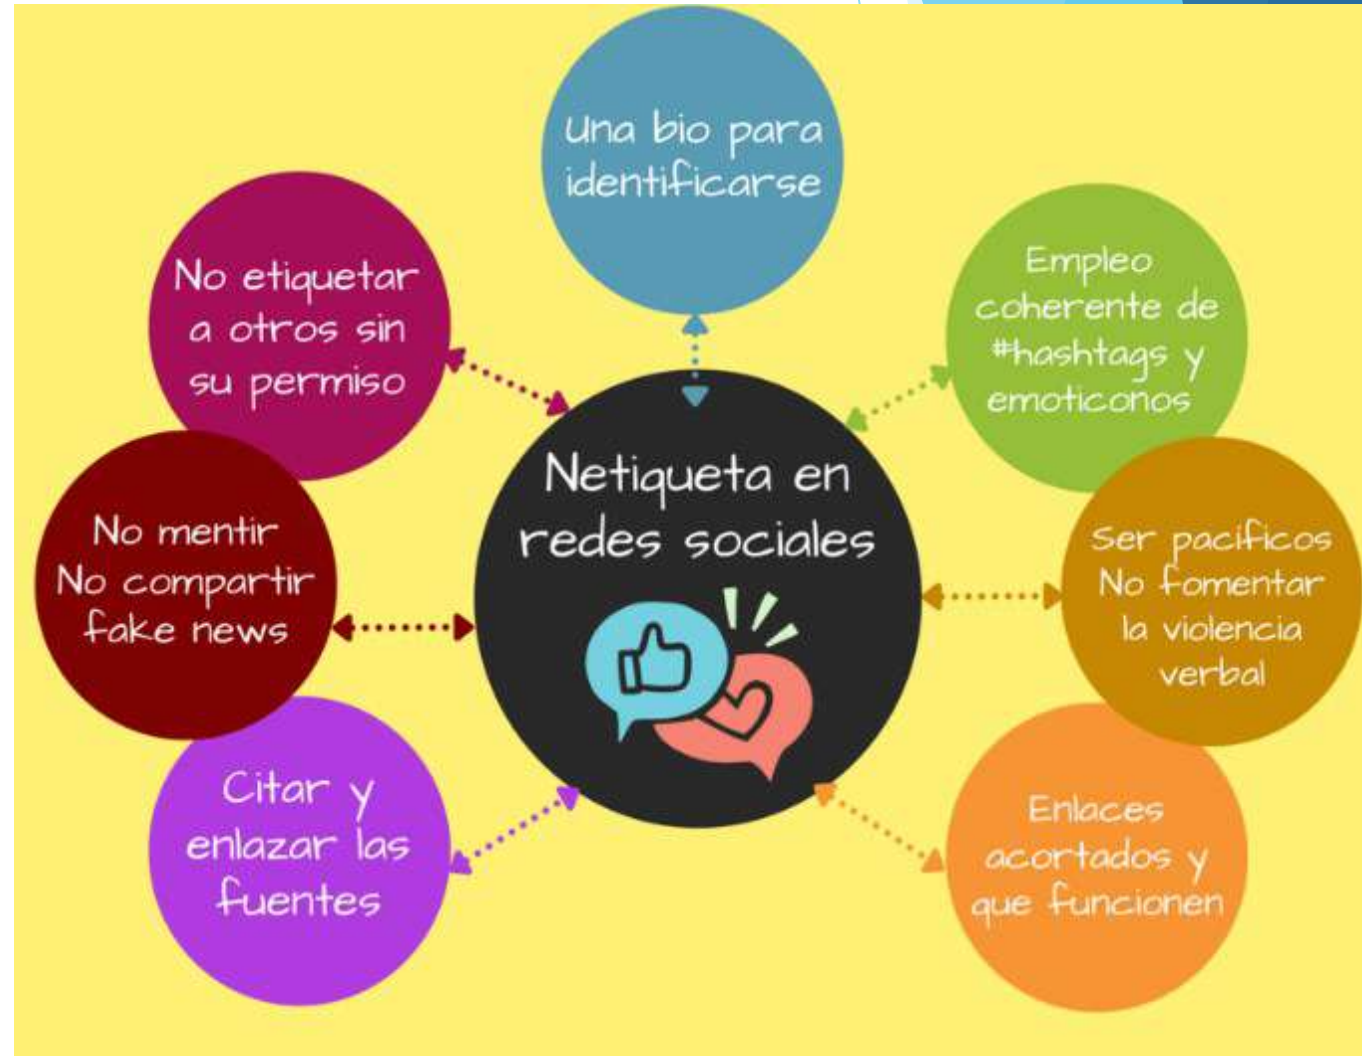 Una bio para
identificarse
No etiquetar
a otros sin
su permiso
Empleo
coherente de
#hashtags y
emoticonos
Netiqueta en
redes sociales
No mentir
No compartir
fake news
Ser pacíficos
No fomentar
la violencia
verbal
Citar y
enlazar las
fuentes
Enlaces
acortados y
que funcionen